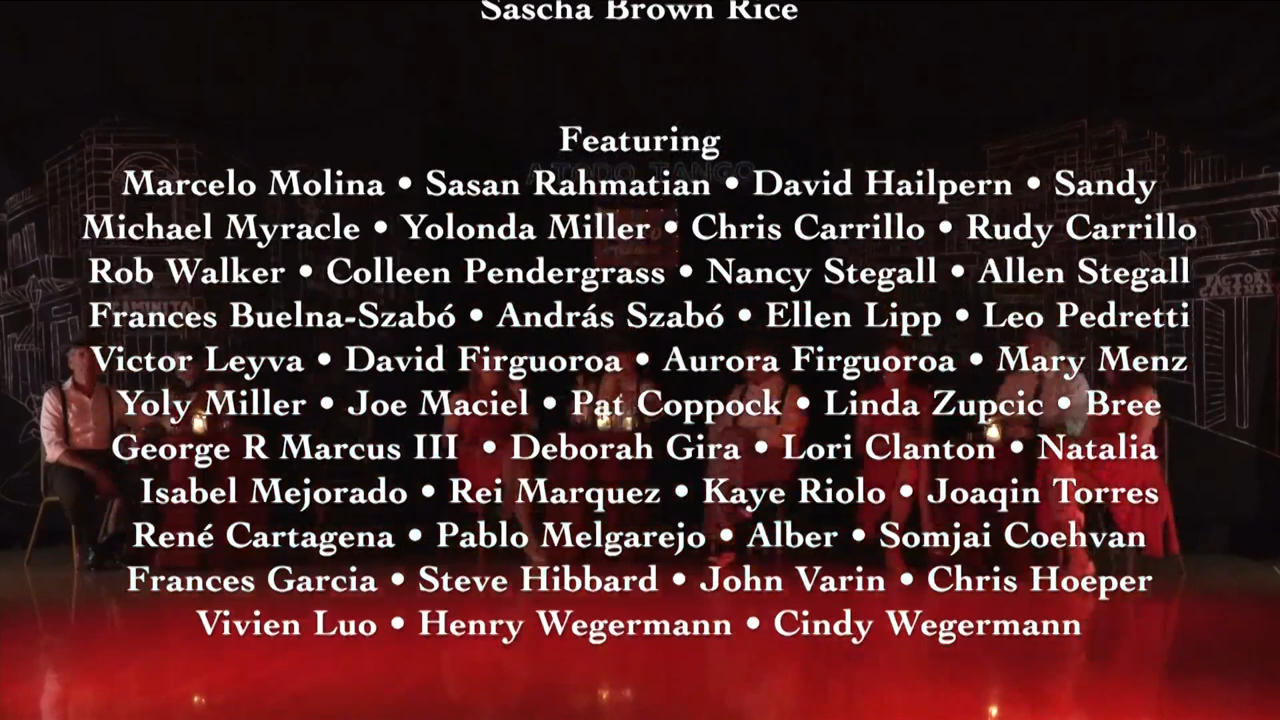 Sascha Brown Rice
Featuring
A TODO TANGO
Marcelo Molina • Sasan Rahmatian • David Hailpern • Sandy
Michael Myracle • Yolonda Miller • Chris Carrillo • Rudy Carrillo
Rob Walker • Colleen Pendergrass • Nancy Stegall • Allen Stegall
FACTORY
CAMINITO
Frances Buelna-Szabó • András Szabó • Ellen Lipp • Leo Pedretti
Victor Leyva • David Firguoroa • Aurora Firguoroa • Mary Menz
Yoly Miller • Joe Maciel • Pat Coppock • Linda Zupcic • Bree
George R Marcus III • Deborah Gira • Lori Clanton • Natalia
Isabel Mejorado • Rei Marquez • Kaye Riolo • Joaqin Torres
René Cartagena • Pablo Melgarejo • Alber • Somjai Coehvan
Frances Garcia • Steve Hibbard • John Varin • Chris Hoeper
Vivien Luo • Henry Wegermann • Cindy Wegermann